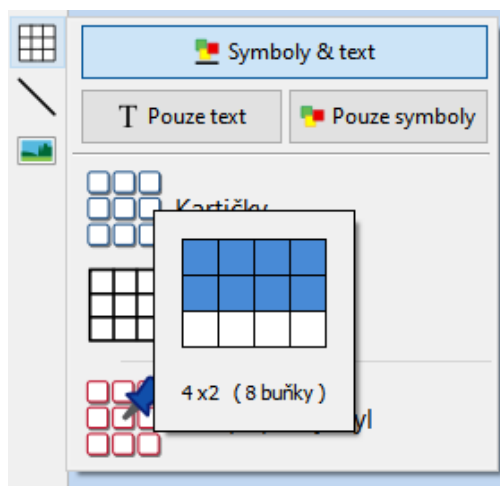 Symboly & text
T Pouze text
Pouze symboly
Kartičky
4 x2 ( 8 buňky )
yl